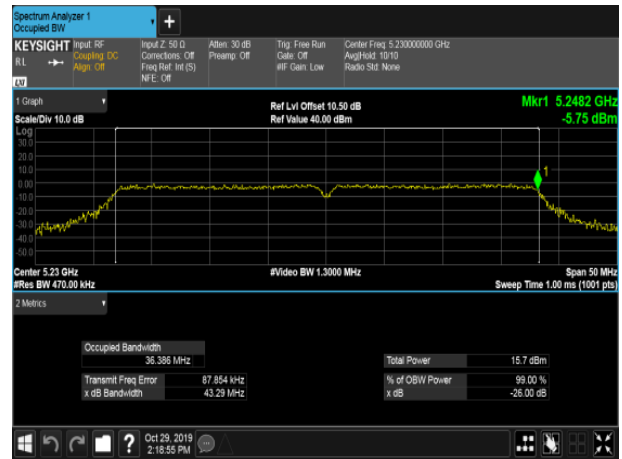 Spectrum Analyzer 1
Occupied BW
KEYSIGHT
RL
LXI
Input: RF
Coupling: DC
Align: Off
Input Z: 50 Ω
Corrections: Off
Freq Ref: Int (S)
NFE: Off
Atten: 30 dB
Preamp: Off
Trig: Free Run
Gate: Off
#IF Gain: Low
Center Freq: 5.230000000 GHz
Avg|Hold: 10/10
Radio Std: None
1 Graph
Scale/Div 10.0 dB
Ref Lvl Offset 10.50 dB
Ref Value 40.00 dBm
Mkr1 5.2482 GHz
-5.75 dBm
Log
30.0
20.0
10.0
0.00
-10.0
-20.0
-30.0
-40.0
-50.0
1
Center 5.23 GHz
#Res BW 470.00 kHz
#Video BW 1.3000 MHz
Span 50 MHz
Sweep Time 1.00 ms (1001 pts)
2 Metrics
Occupied Bandwidth
36.386 MHz
Transmit Freq Error 87.854 kHz
x dB Bandwidth 43.29 MHz
Total Power 15.7 dBm
% of OBW Power 99.00 %
x dB -26.00 dB
?
Oct 29, 2019
2:18:55 PM